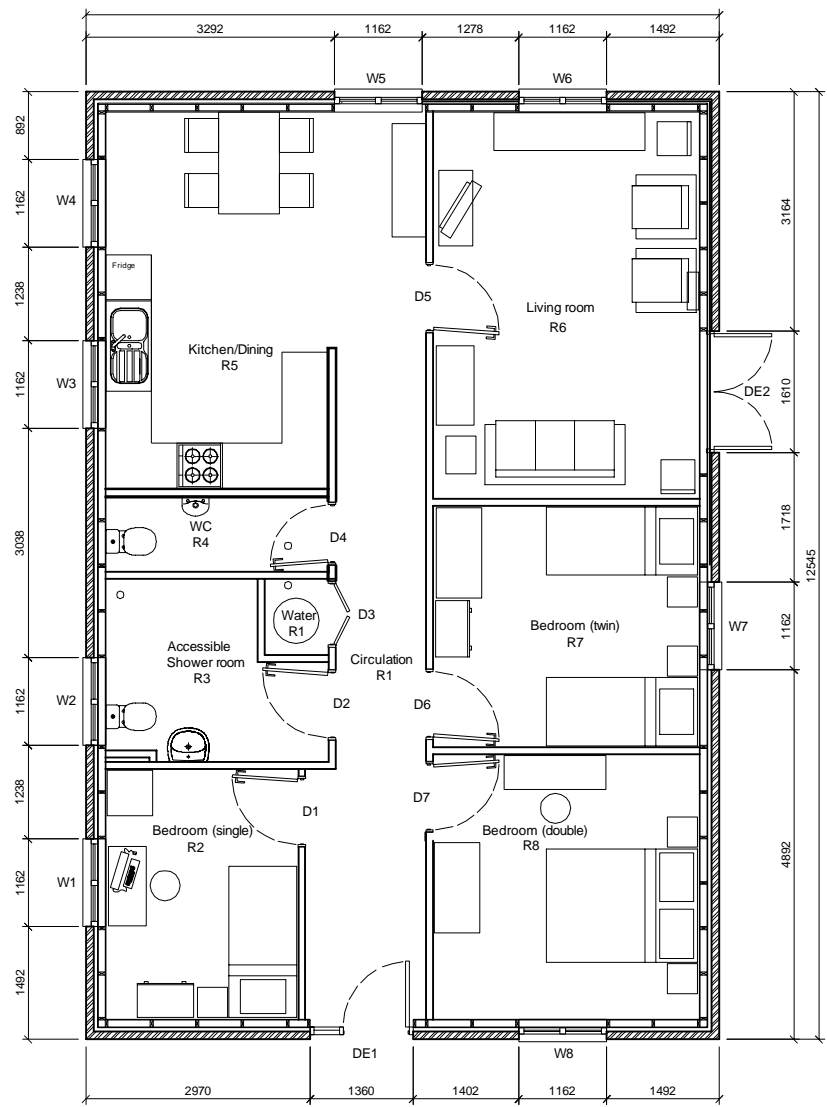 3292 1162 1278 1162 1492
W5 W6
892
1162
W4
3164
1238
Fridge
D5
Living room
R6
Kitchen/Dining
R5
1162
W3
1610
DE2
3038
WC
R4
D4
1718
12545
Water
R1
D3
Bedroom (twin)
R7
1162
W7
Accessible
Shower room
R3
Circulation
R1
1162
W2
D2 D6
1238
D1 D7
Bedroom (single)
R2
Bedroom (double)
R8
4892
1162
W1
1492
DE1 W8
2970 1360 1402 1162 1492